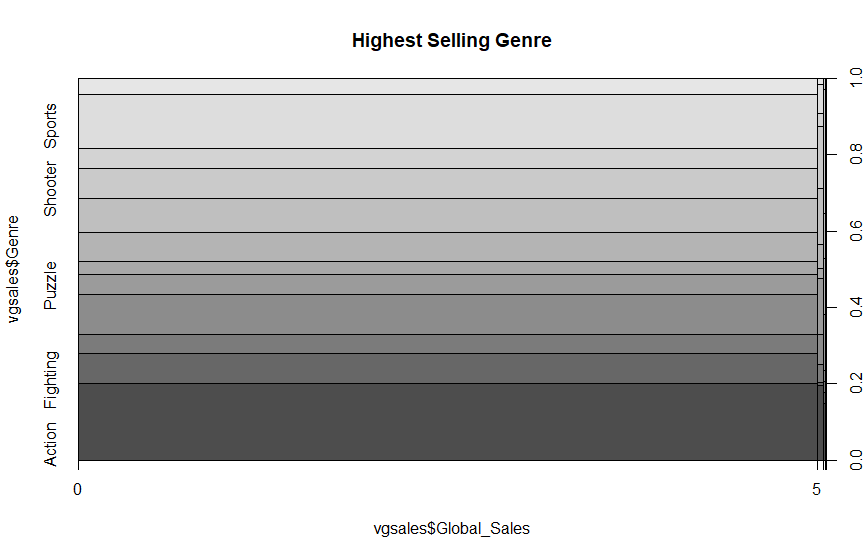 Highest Selling Genre
vgsales$Genre
Sports
Shooter
Puzzle
Fighting
Action
1.0
0.8
0.6
0.4
0.2
0.0
0
5
vgsales$Global_Sales